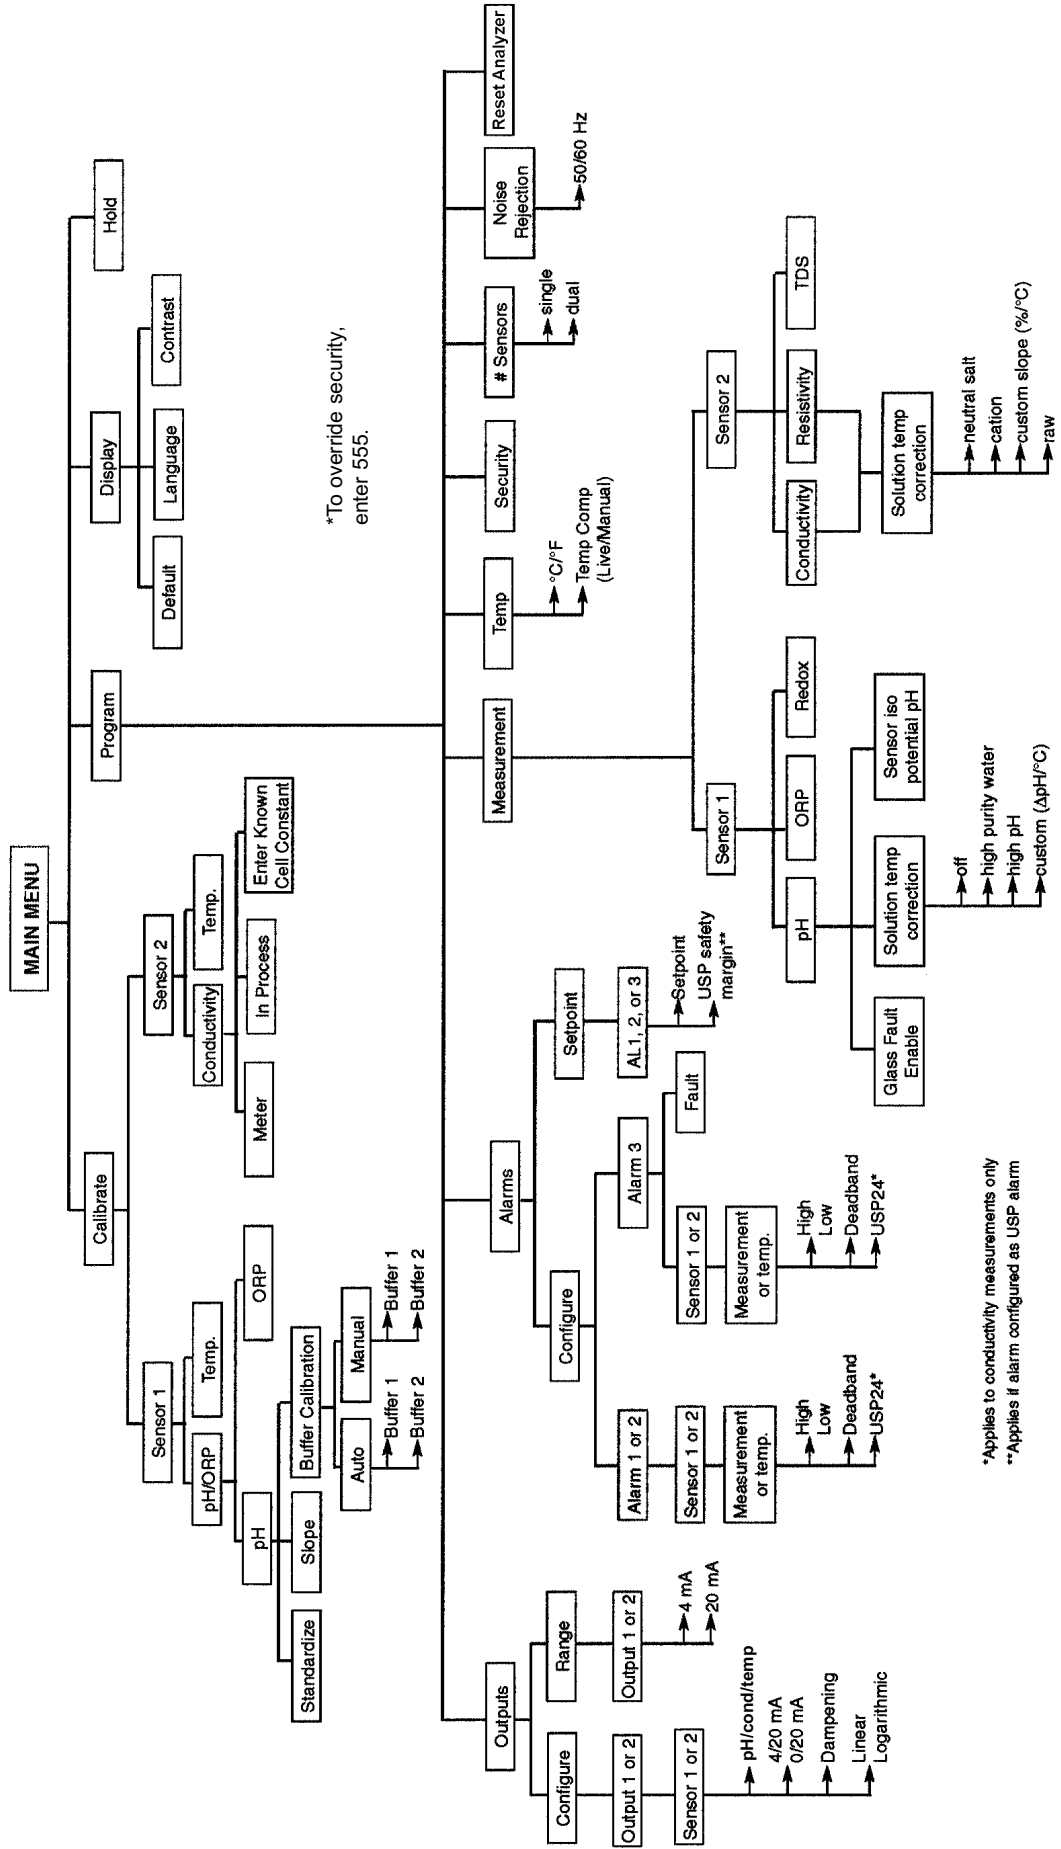 MAIN MENU
Calibrate
Program
Display
Hold
Sensor 1
Sensor 2
Default
Language
Contrast
pH/ORP
Temp.
Conductivity
Temp.
pH
ORP
Meter
In Process
Enter Known
Cell Constant
Standardize
Slope
Buffer Calibration
Auto
Manual
Buffer 1
Buffer 2
Buffer 1
Buffer 2
*To override security,
enter 555.
Outputs
Alarms
Measurement
Temp
Security
# Sensors
Noise
Rejection
Reset Analyzer
°C/°F
Temp Comp
(Live/Manual)
single
dual
50/60 Hz
Configure
Range
Output 1 or 2
Output 1 or 2
Sensor 1 or 2
4 mA
20 mA
pH/cond/temp
4/20 mA
0/20 mA
Dampening
Linear
Logarithmic
Configure
Setpoint
Alarm 1 or 2
Alarm 3
AL1, 2, or 3
Sensor 1 or 2
Sensor 1 or 2
Fault
Setpoint
USP safety
margin**
Measurement
or temp.
Measurement
or temp.
High
Low
Deadband
USP24*
High
Low
Deadband
USP24*
Sensor 1
Sensor 2
pH
ORP
Redox
Conductivity
Resistivity
TDS
Glass Fault
Enable
Solution temp
correction
Sensor iso
potential pH
Solution temp
correction
off
high purity water
high pH
custom (ΔpH/°C)
neutral salt
cation
custom slope (%/°C)
raw
*Applies to conductivity measurements only
**Applies if alarm configured as USP alarm